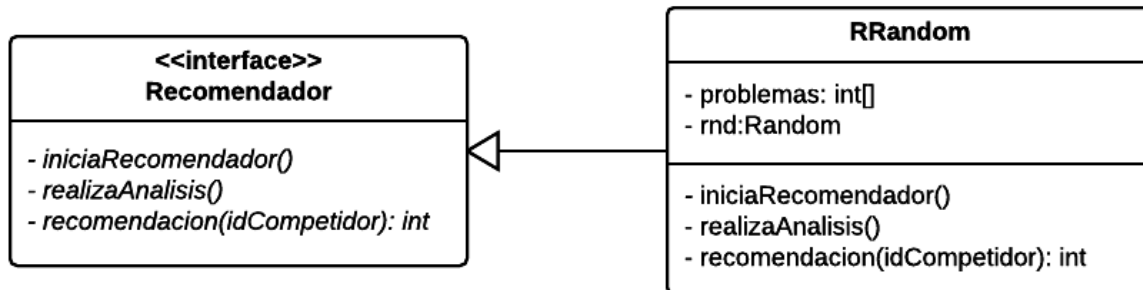 <<interface>>
Recomendador
- iniciaRecomendador()
- realizaAnalisis()
- recomendacion(idCompetidor): int
RRandom
- problemas: int[]
- rnd:Random
- iniciaRecomendador()
- realizaAnalisis()
- recomendacion(idCompetidor): int